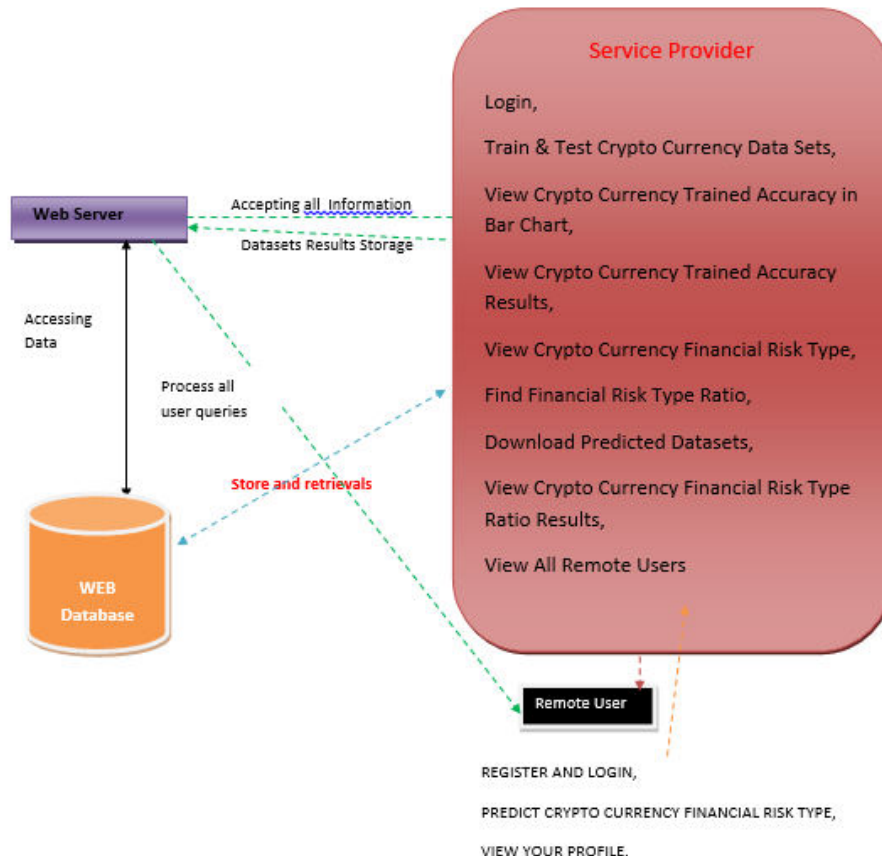 Service Provider
Login,
Train & Test Crypto Currency Data Sets,
View Crypto Currency Trained Accuracy in
Bar Chart,
View Crypto Currency Trained Accuracy
Results,
View Crypto Currency Financial Risk Type,
Find Financial Risk Type Ratio,
Download Predicted Datasets,
View Crypto Currency Financial Risk Type
Ratio Results,
View All Remote Users
Web Server
Accepting all Information
Datasets Results Storage
Accessing
Data
Process all
user queries
Store and retrievals
WEB
Database
Remote User
REGISTER AND LOGIN,
PREDICT CRYPTO CURRENCY FINANCIAL RISK TYPE,
VIEW YOUR PROFILE.